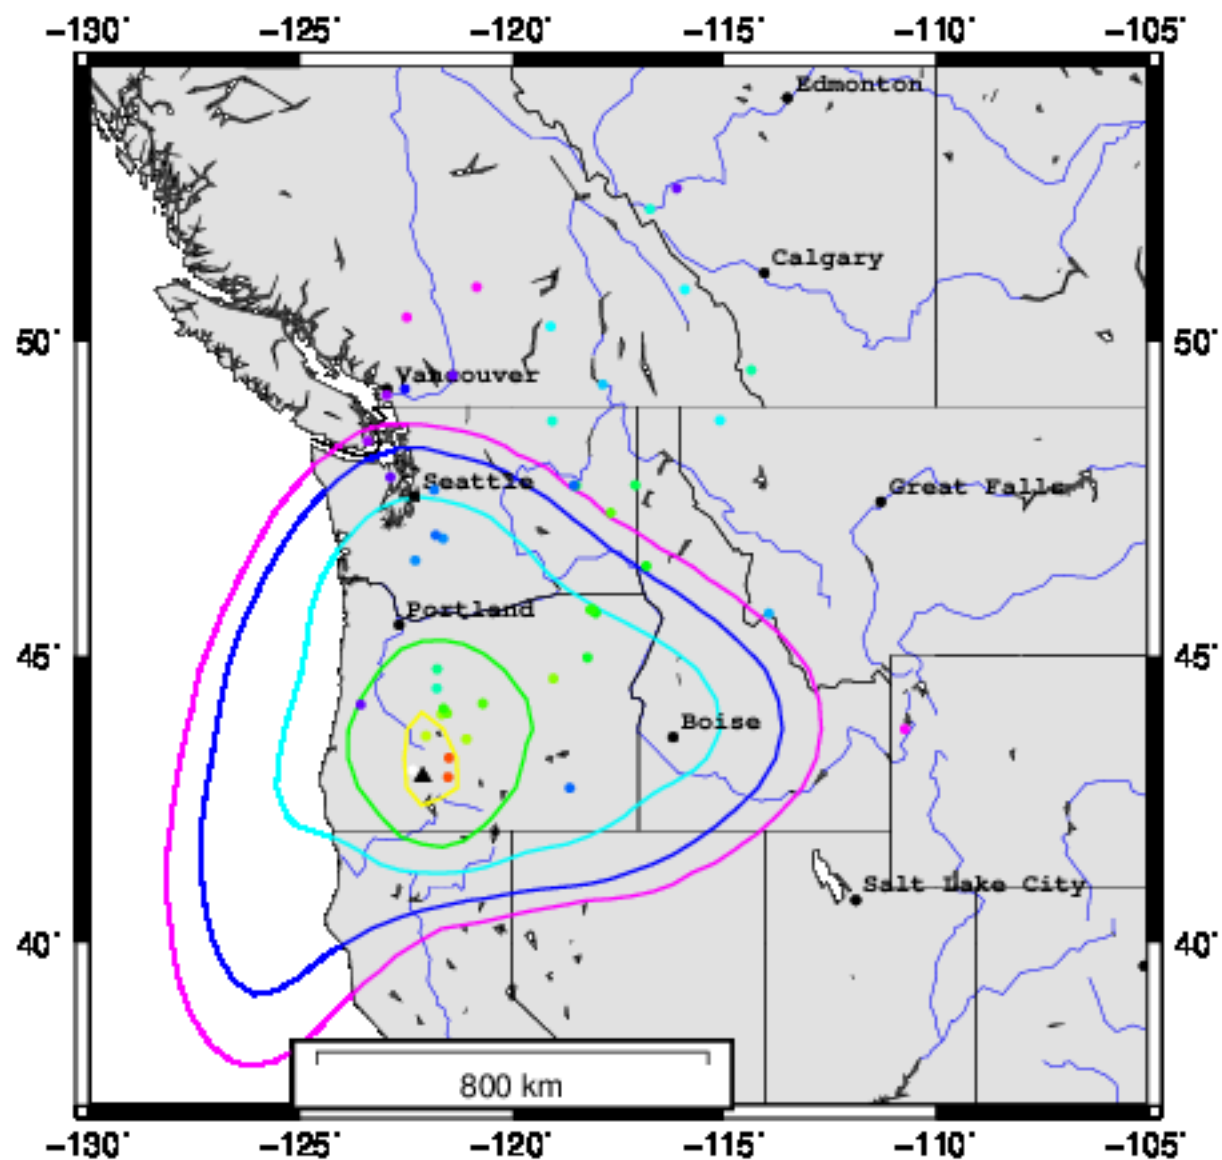 -130° -125° -120° -115° -110° -105°
Edmonton
Calgary
50° 50°
Vancouver
Seattle
Great Falls
Portland
45° 45°
Boise
Salt Lake City
40° 40°
800 km
-130° -125° -120° -115° -110° -105°